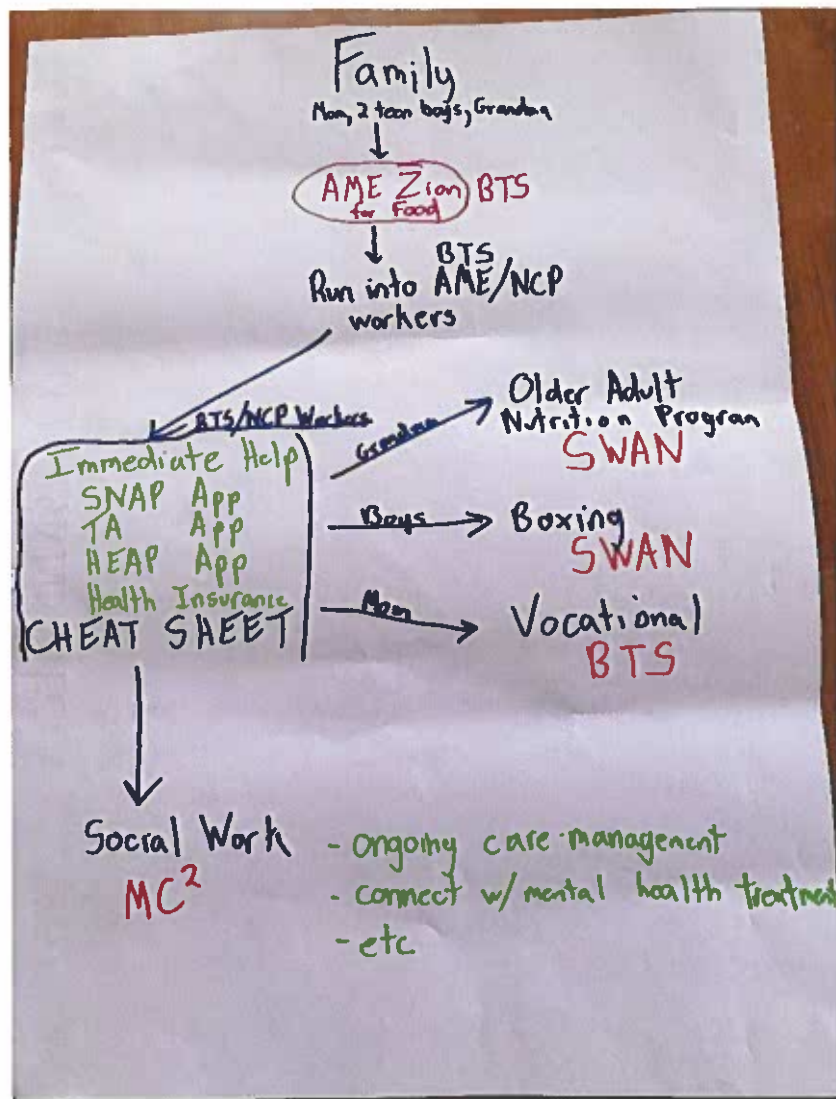 Family
Mom, 2 teen boys, Grandma
AME Zion BTS
for Food
BTS
Run into AME/NCP
workers
BTS/NCP Workers
Immediate Help
SNAP App
TA App
HEAP App
Health Insurance
CHEAT SHEET
Grandma
Older Adult
Nutrition Program
SWAN
Boys
Boxing
SWAN
Mom
Vocational
BTS
Social Work
MC²
- ongoing care management
- connect w/ mental health treatment
- etc